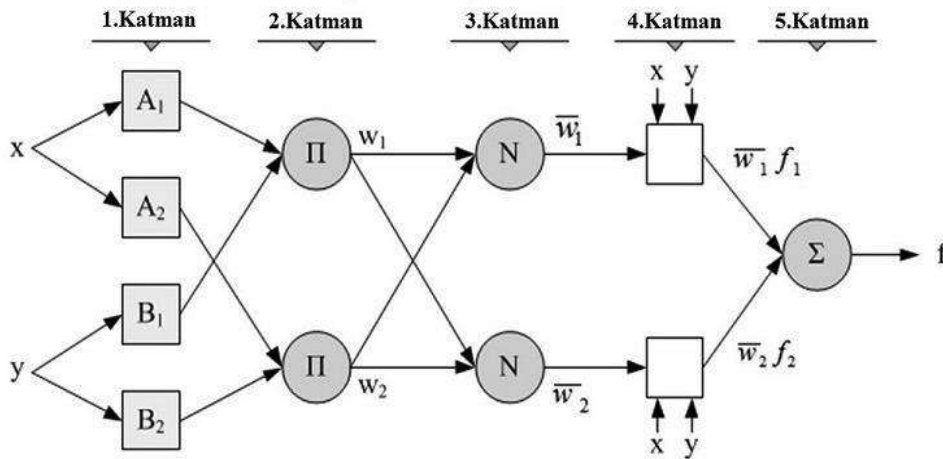 1.Katman 2.Katman 3.Katman 4.Katman 5.Katman
x y
A₁
Π w₁ N w̅₁
x
w̅₁ f₁
A₂
Σ f
B₁
y
w̅₂ f₂
Π w₂ N w̅₂
B₂
x y